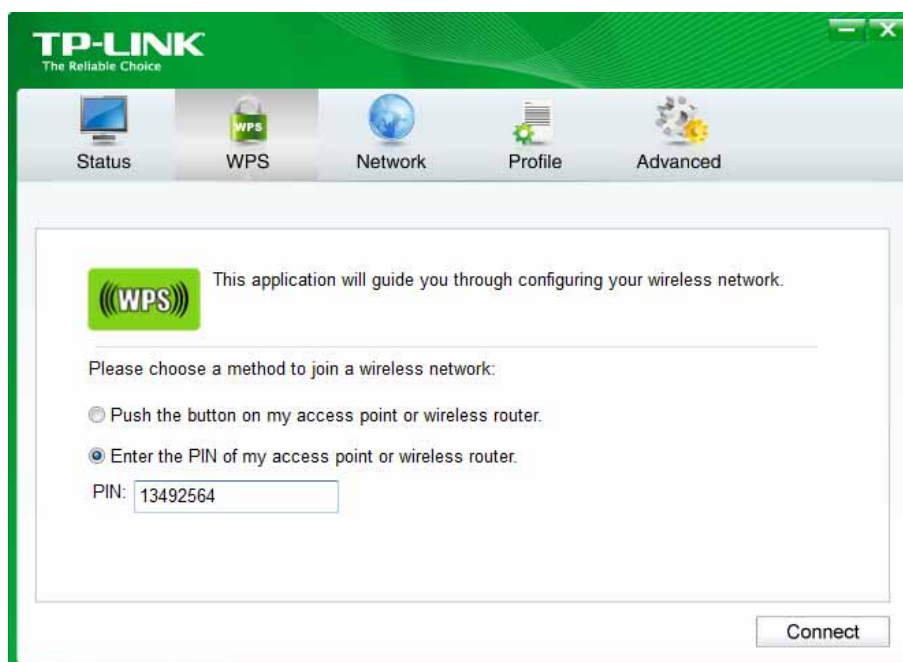 TP-LINK
The Reliable Choice
Status
WPS
WPS
Network
Profile
Advanced
WPS
This application will guide you through configuring your wireless network.
Please choose a method to join a wireless network:
Push the button on my access point or wireless router.
Enter the PIN of my access point or wireless router.
PIN: 13492564
Connect